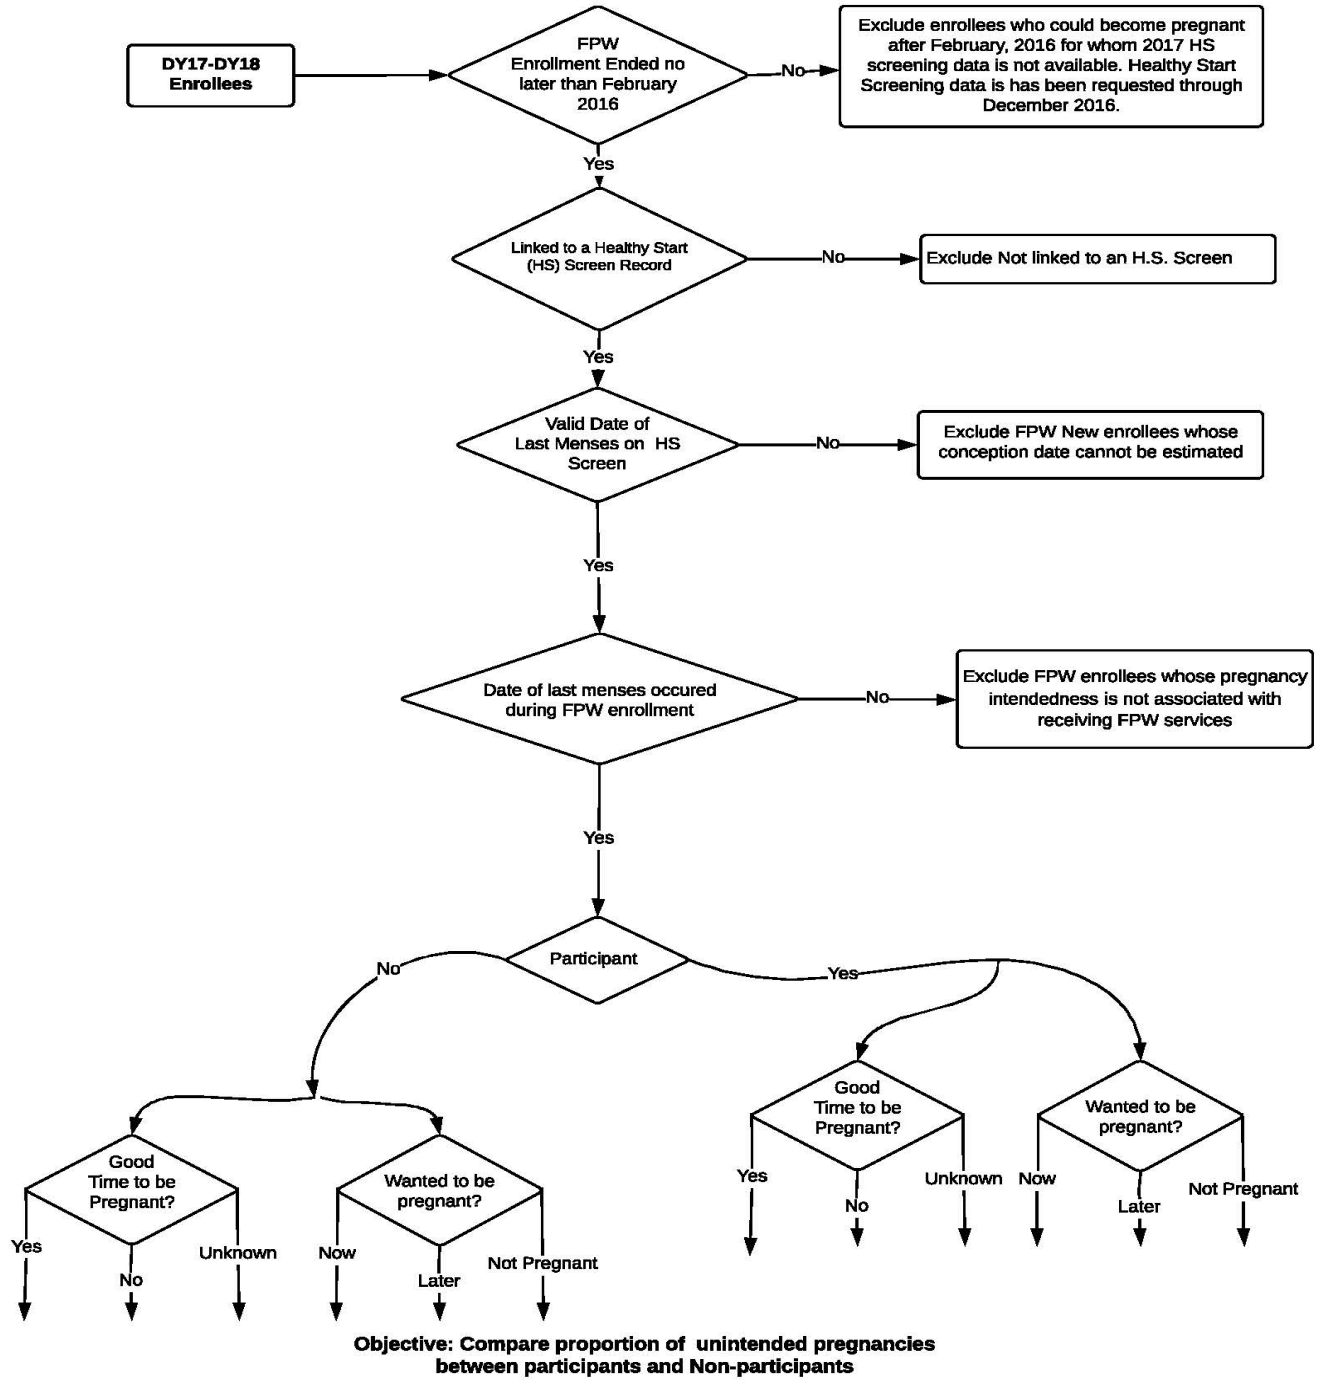 DY17-DY18
Enrollees
FPW
Enrollment Ended no
later than February
2016
No
Exclude enrollees who could become pregnant
after February, 2016 for whom 2017 HS
screening data is not available. Healthy Start
Screening data is has been requested through
December 2016.
Yes
Linked to a Healthy Start
(HS) Screen Record
No
Exclude Not linked to an H.S. Screen
Yes
Valid Date of
Last Menses on HS
Screen
No
Exclude FPW New enrollees whose
conception date cannot be estimated
Yes
Date of last menses occured
during FPW enrollment
No
Exclude FPW enrollees whose pregnancy
intendedness is not associated with
receiving FPW services
Yes
Participant
No
Yes
Good
Time to be
Pregnant?
Yes
No
Unknown
Wanted to be
pregnant?
Now
Later
Not Pregnant
Good
Time to be
Pregnant?
Yes
No
Unknown
Wanted to be
pregnant?
Now
Later
Not Pregnant
Objective: Compare proportion of unintended pregnancies
between participants and Non-participants